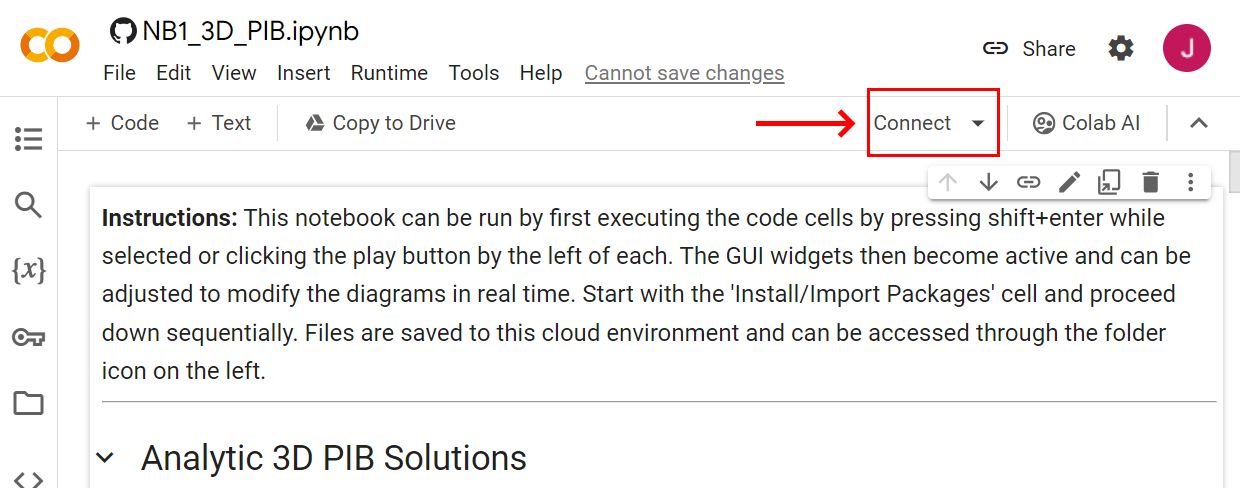 NB1_3D_PIB.ipynb
File Edit View Insert Runtime Tools Help Cannot save changes
Share
J
+ Code + Text Copy to Drive
Connect
Colab AI
{x}
Instructions: This notebook can be run by first executing the code cells by pressing shift+enter while
selected or clicking the play button by the left of each. The GUI widgets then become active and can be
adjusted to modify the diagrams in real time. Start with the 'Install/Import Packages' cell and proceed
down sequentially. Files are saved to this cloud environment and can be accessed through the folder
icon on the left.
Analytic 3D PIB Solutions